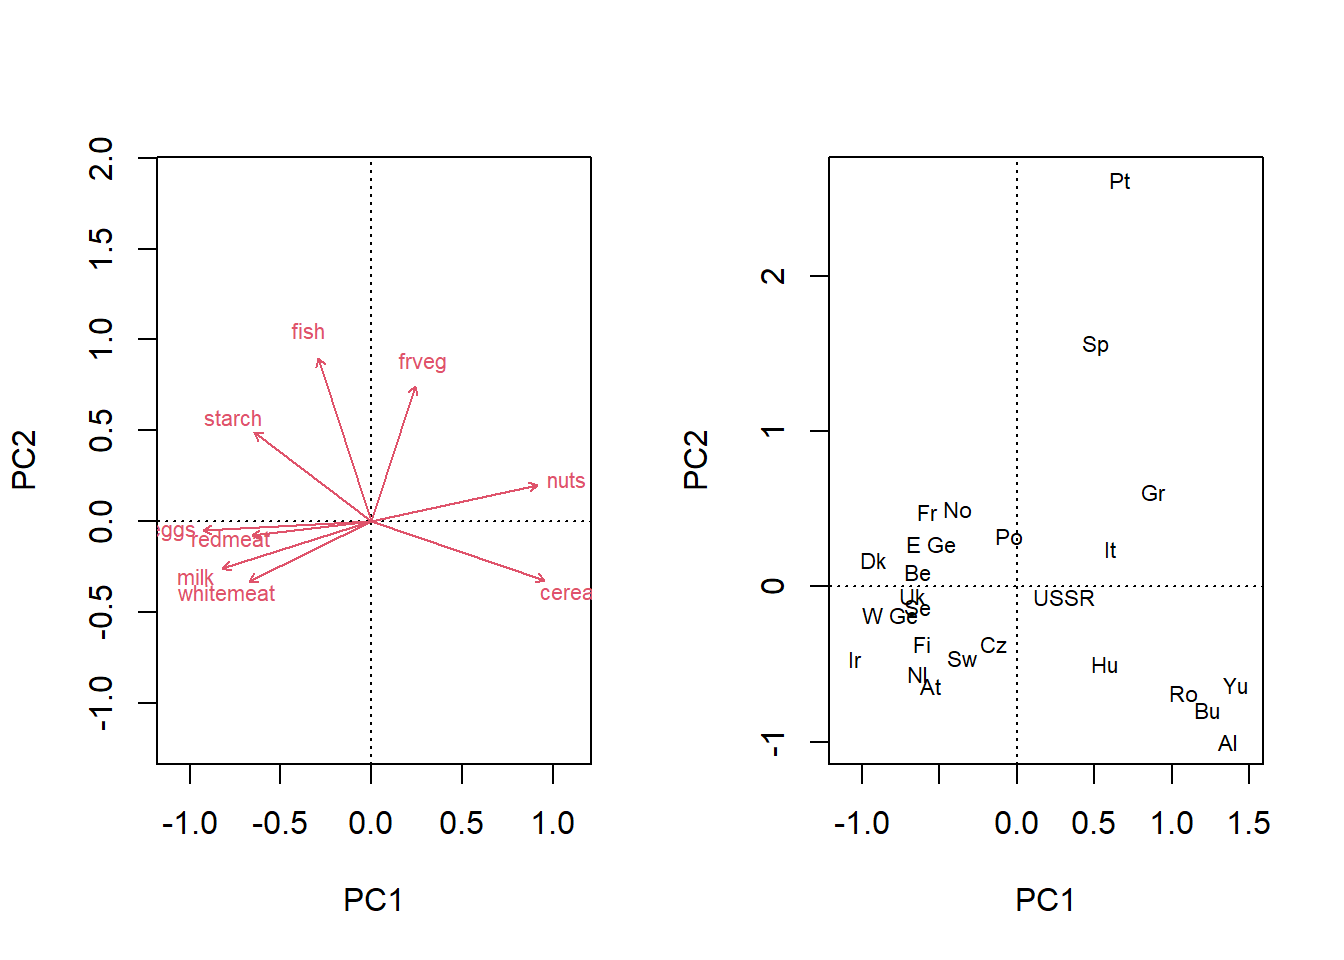 PC2
2.0
1.5
1.0
0.5
0.0
-0.5
-1.0
fish
frveg
starch
nuts
eggs
redmeat
milk
whitemeat
cerea
-1.0 -0.5 0.0 0.5 1.0
PC1
PC2
2
1
0
-1
Pt
Sp
Gr
Fr No
Po
E Ge
It
Dk
Be
Uk
USSR
Se
W Ge
Fi
Cz
Ir
Sw
Hu
Nl
At
Yu
Ro
Bu
Al
-1.0 0.0 0.5 1.0 1.5
PC1